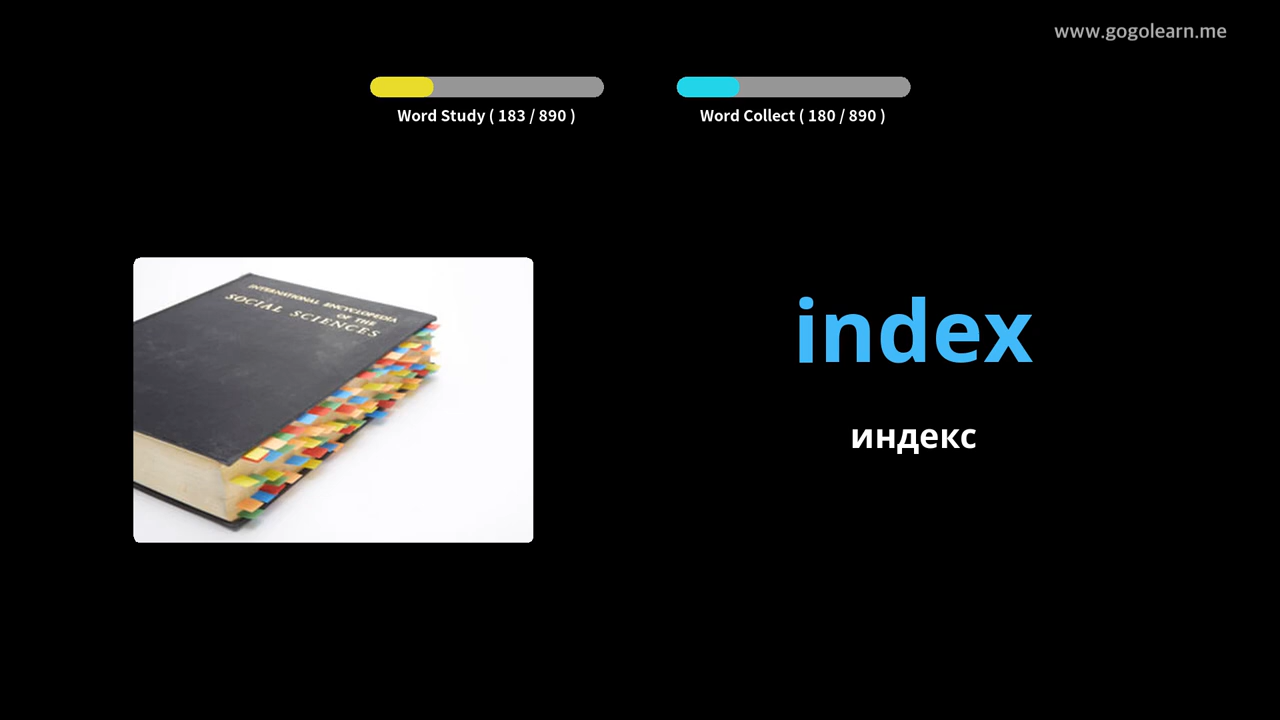 www.gogolearn.me
Word Study ( 183 / 890 )
Word Collect ( 180 / 890 )
INTERNATIONAL ENCYCLOPEDIA
OF THE
SOCIAL SCIENCES
index
индекс